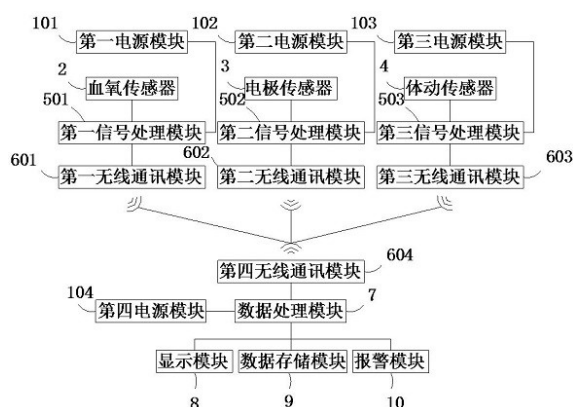 101
第一电源模块
102
第二电源模块
103
第三电源模块
2
血氧传感器
3
电极传感器
4
体动传感器
501
第一信号处理模块
502
第二信号处理模块
503
第三信号处理模块
601
第一无线通讯模块
602
第二无线通讯模块
603
第三无线通讯模块
第四无线通讯模块
604
104
第四电源模块
数据处理模块
7
显示模块
数据存储模块
报警模块
8
9
10